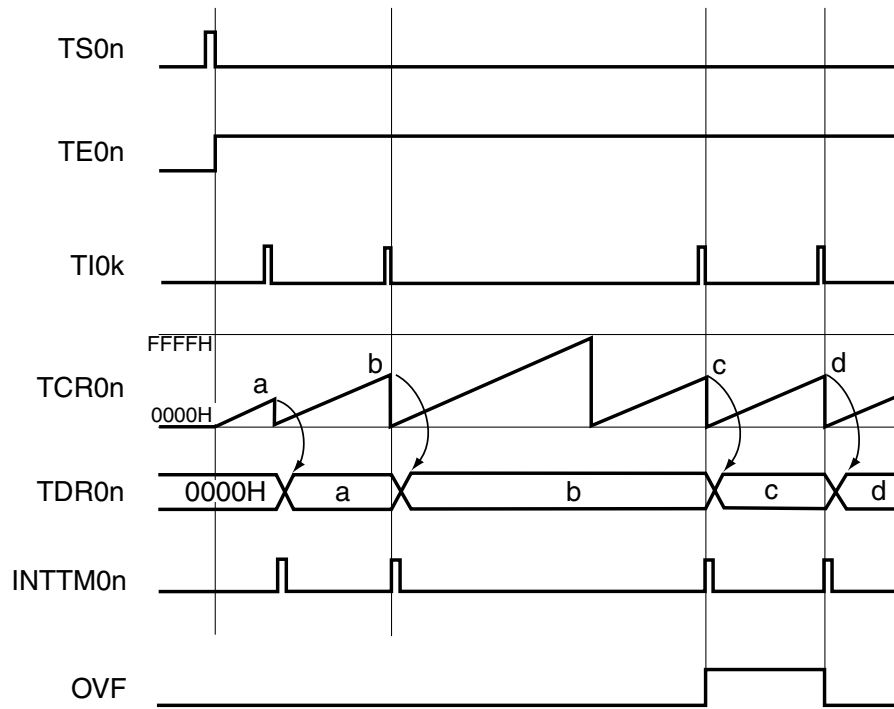 TS0n
TE0n
TI0k
FFFFH
TCR0n
0000H
a
b
c
d
TDR0n
0000H
a
b
c
d
INTTM0n
OVF